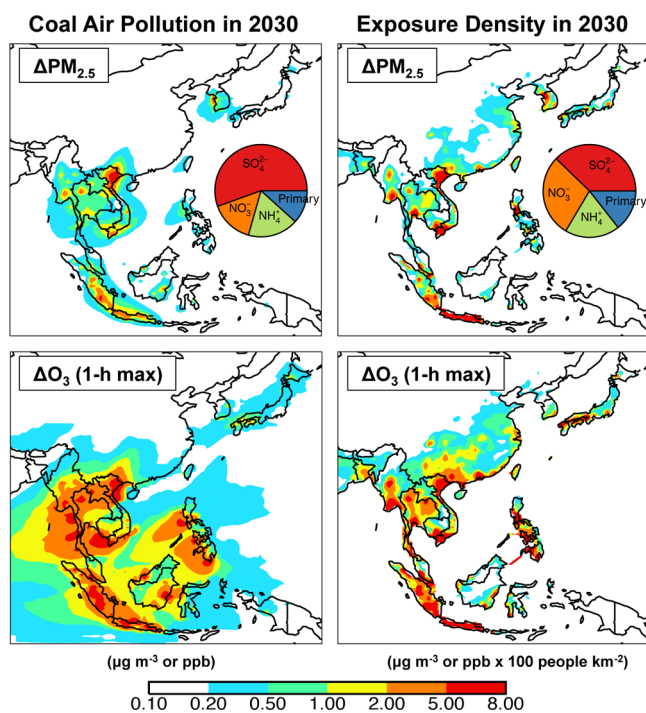 Coal Air Pollution in 2030
Exposure Density in 2030
ΔPM2.5
ΔPM2.5
SO4^2−
NO3^−
NH4^+
Primary
SO4^2−
NO3^−
NH4^+
Primary
ΔO3 (1-h max)
ΔO3 (1-h max)
(μg m⁻³ or ppb)
(μg m⁻³ or ppb x 100 people km⁻²)
0.10 0.20 0.50 1.00 2.00 5.00 8.00